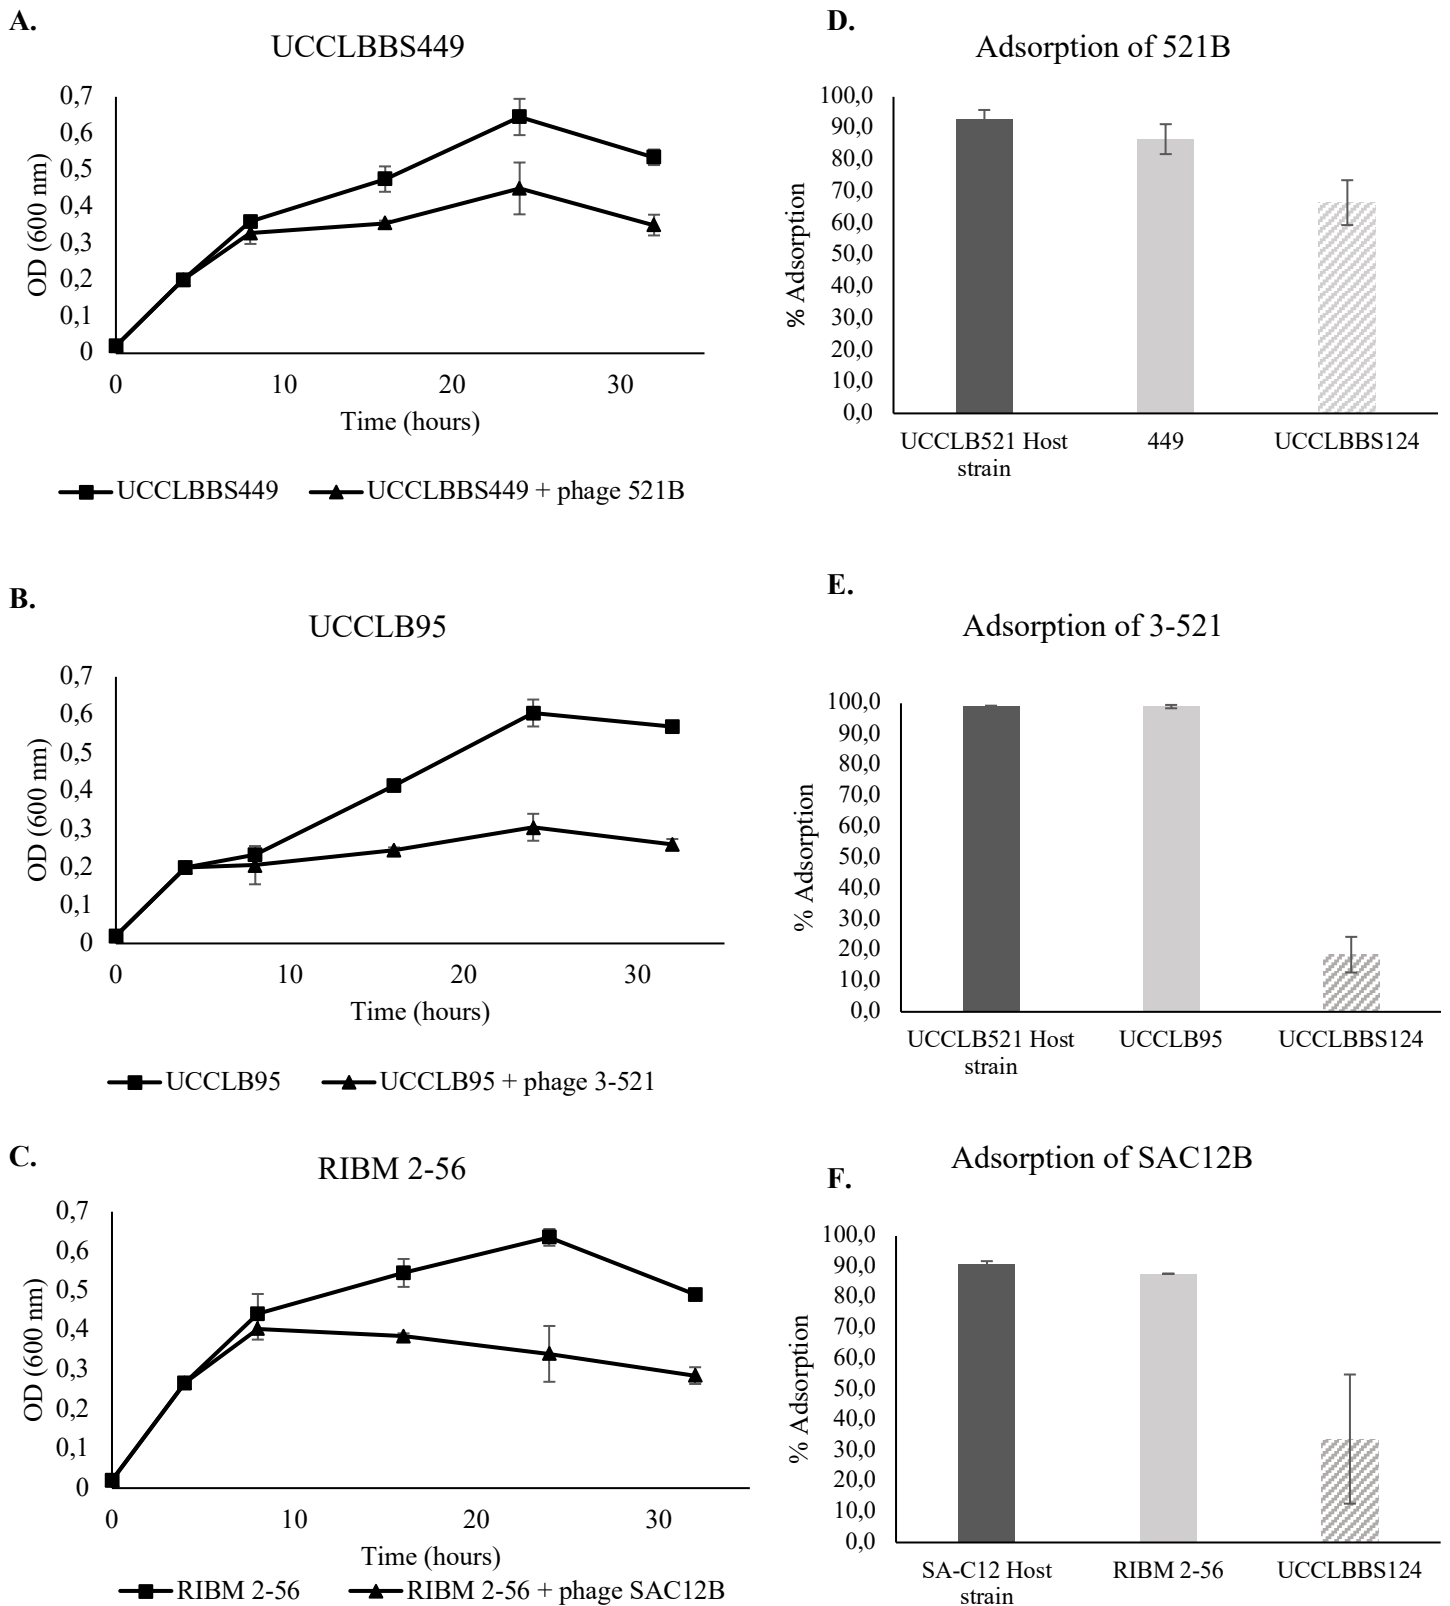 A.
UCCLBBS449
0,7
0,6
0,5
0,4
0,3
0,2
0,1
0
OD (600 nm)
0 10 20 30
Time (hours)
UCCLBBS449 UCCLBBS449 + phage 521B
D.
Adsorption of 521B
100,0
90,0
80,0
70,0
60,0
50,0
40,0
30,0
20,0
10,0
0,0
% Adsorption
UCCLB521 Host
strain
449
UCCLBBS124
B.
UCCLB95
0,7
0,6
0,5
0,4
0,3
0,2
0,1
0
OD (600 nm)
0 10 20 30
Time (hours)
UCCLB95 UCCLB95 + phage 3-521
E.
Adsorption of 3-521
100,0
90,0
80,0
70,0
60,0
50,0
40,0
30,0
20,0
10,0
0,0
% Adsorption
UCCLB521 Host
strain
UCCLB95
UCCLBBS124
C.
RIBM 2-56
0,7
0,6
0,5
0,4
0,3
0,2
0,1
0
OD (600 nm)
0 10 20 30
Time (hours)
RIBM 2-56 RIBM 2-56 + phage SAC12B
F.
Adsorption of SAC12B
100,0
90,0
80,0
70,0
60,0
50,0
40,0
30,0
20,0
10,0
0,0
% Adsorption
SA-C12 Host
strain
RIBM 2-56
UCCLBBS124